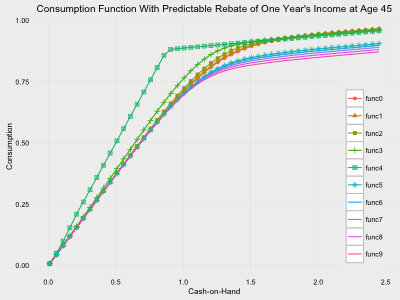 Consumption Function With Predictable Rebate of One Year's Income at Age 45
1.00
0.75
0.50
0.25
0.00
Consumption
func0
func1
func2
func3
func4
func5
func6
func7
func8
func9
0.0
0.5
1.0
1.5
2.0
2.5
Cash-on-Hand